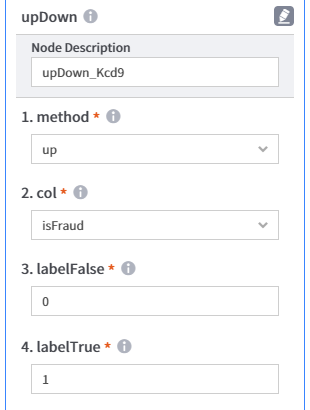 upDown
Node Description
upDown_Kcd9
1. method *
up
2. col *
isFraud
3. labelFalse *
0
4. labelTrue *
1